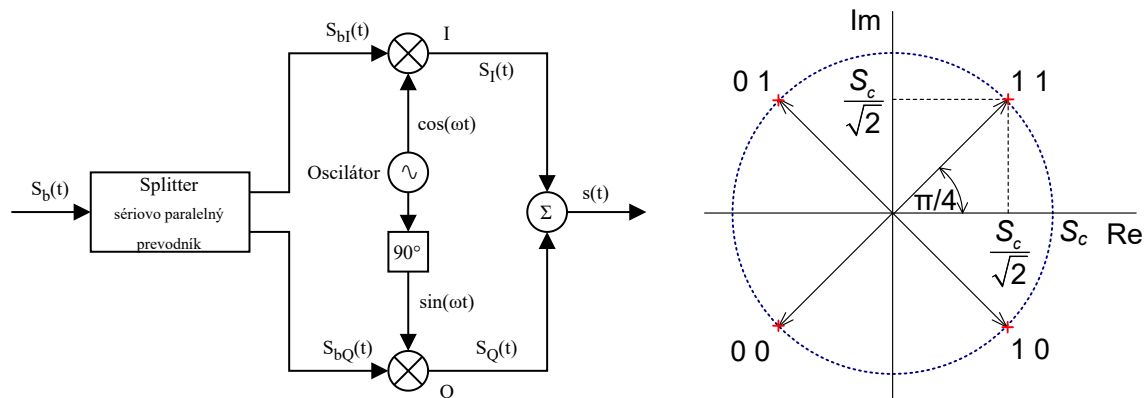 S_bI(t)
I
S_I(t)
cos(ωt)
Oscilátor
S_b(t)
Splitter
sériovo paralelný
prevodník
Σ
s(t)
90°
sin(ωt)
S_bQ(t)
S_Q(t)
Q
Im
0 1
1 1
S_c/√2
π/4
S_c/√2
S_c
Re
0 0
1 0